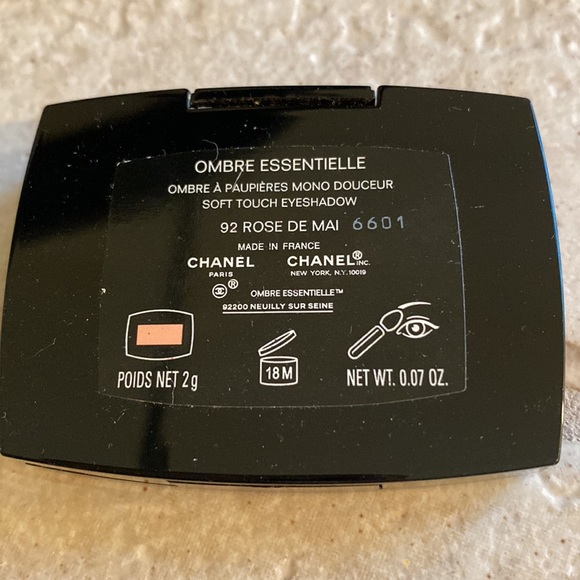 OMBRE ESSENTIELLE
OMBRE À PAUPIÈRES MONO DOUCEUR
SOFT TOUCH EYESHADOW
92 ROSE DE MAI 6601
MADE IN FRANCE
CHANEL CHANEL® INC.
PARIS NEW YORK, N.Y. 10019
®
OMBRE ESSENTIELLE™
92200 NEUILLY SUR SEINE
18 M
POIDS NET 2g NET WT. 0.07 OZ.